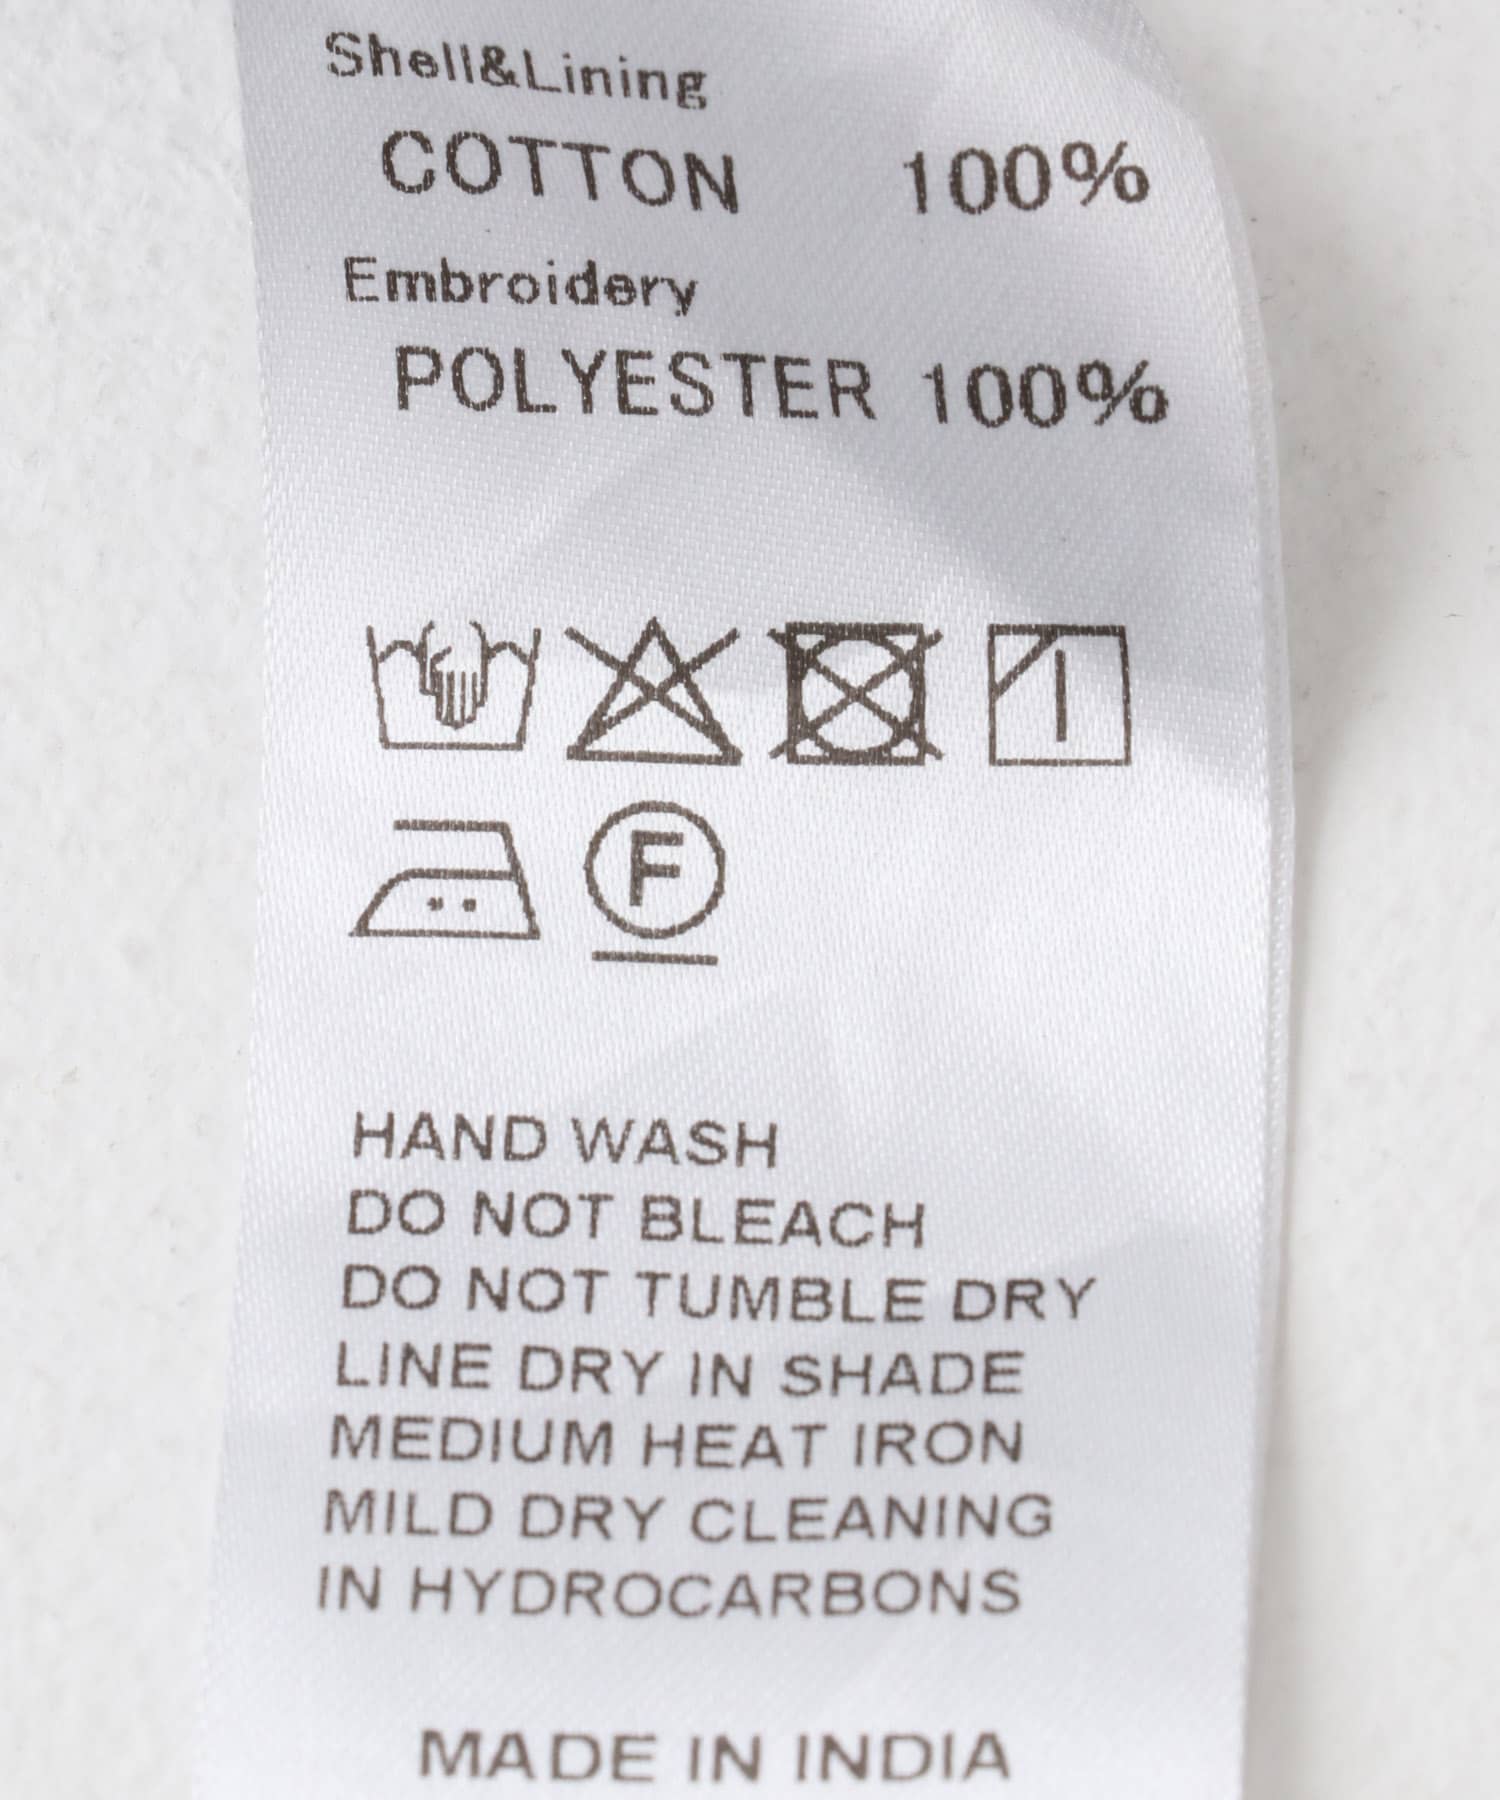 Shell&Lining
COTTON 100%
Embroidery
POLYESTER 100%
F
HAND WASH
DO NOT BLEACH
DO NOT TUMBLE DRY
LINE DRY IN SHADE
MEDIUM HEAT IRON
MILD DRY CLEANING
IN HYDROCARBONS
MADE IN INDIA